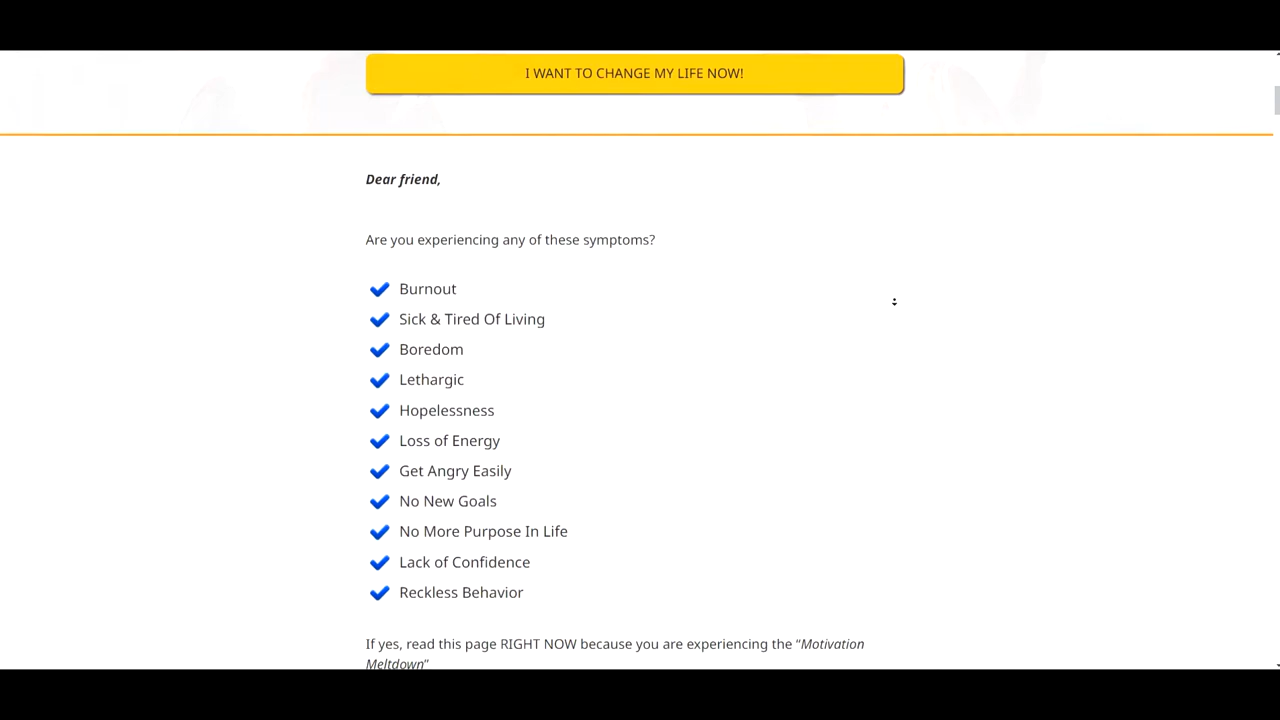 I WANT TO CHANGE MY LIFE NOW!
Dear friend,
Are you experiencing any of these symptoms?
Burnout
Sick & Tired Of Living
Boredom
Lethargic
Hopelessness
Loss of Energy
Get Angry Easily
No New Goals
No More Purpose In Life
Lack of Confidence
Reckless Behavior
If yes, read this page RIGHT NOW because you are experiencing the “Motivation
Meltdown”